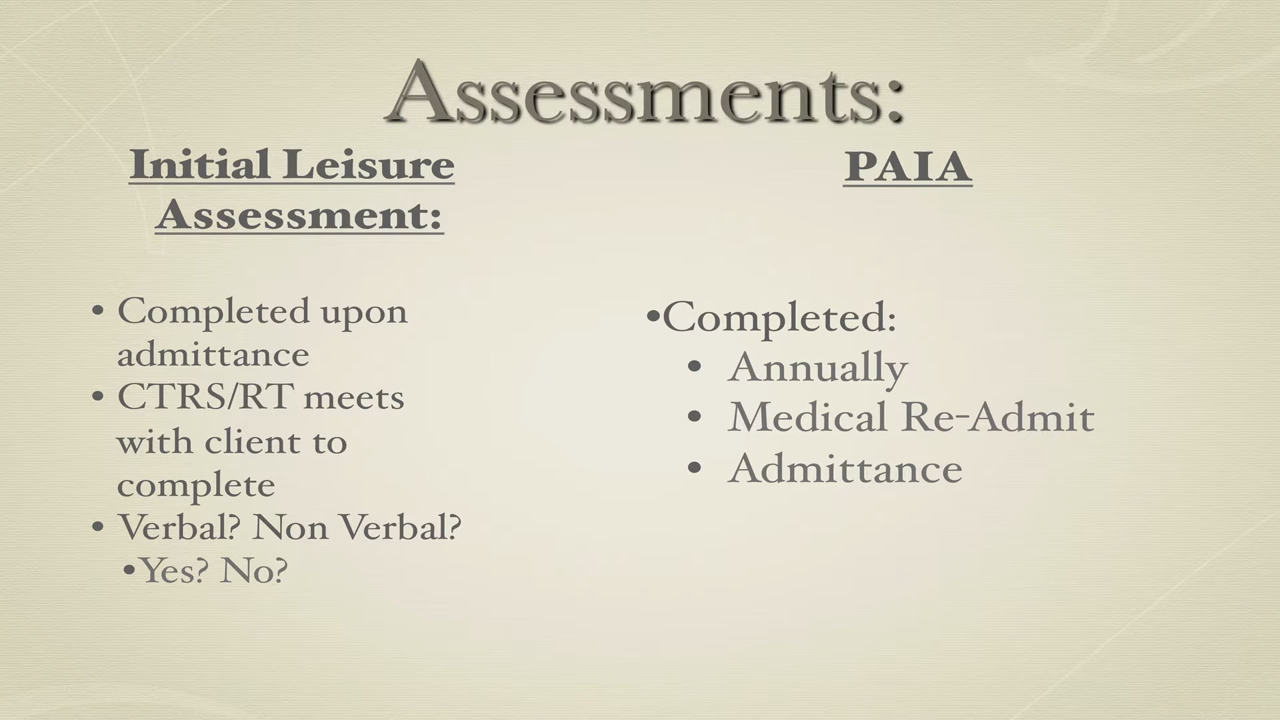 Assessments:
Initial Leisure
Assessment:
• Completed upon
admittance
• CTRS/RT meets
with client to
complete
• Verbal? Non Verbal?
•Yes? No?
PAIA
•Completed:
• Annually
• Medical Re-Admit
• Admittance